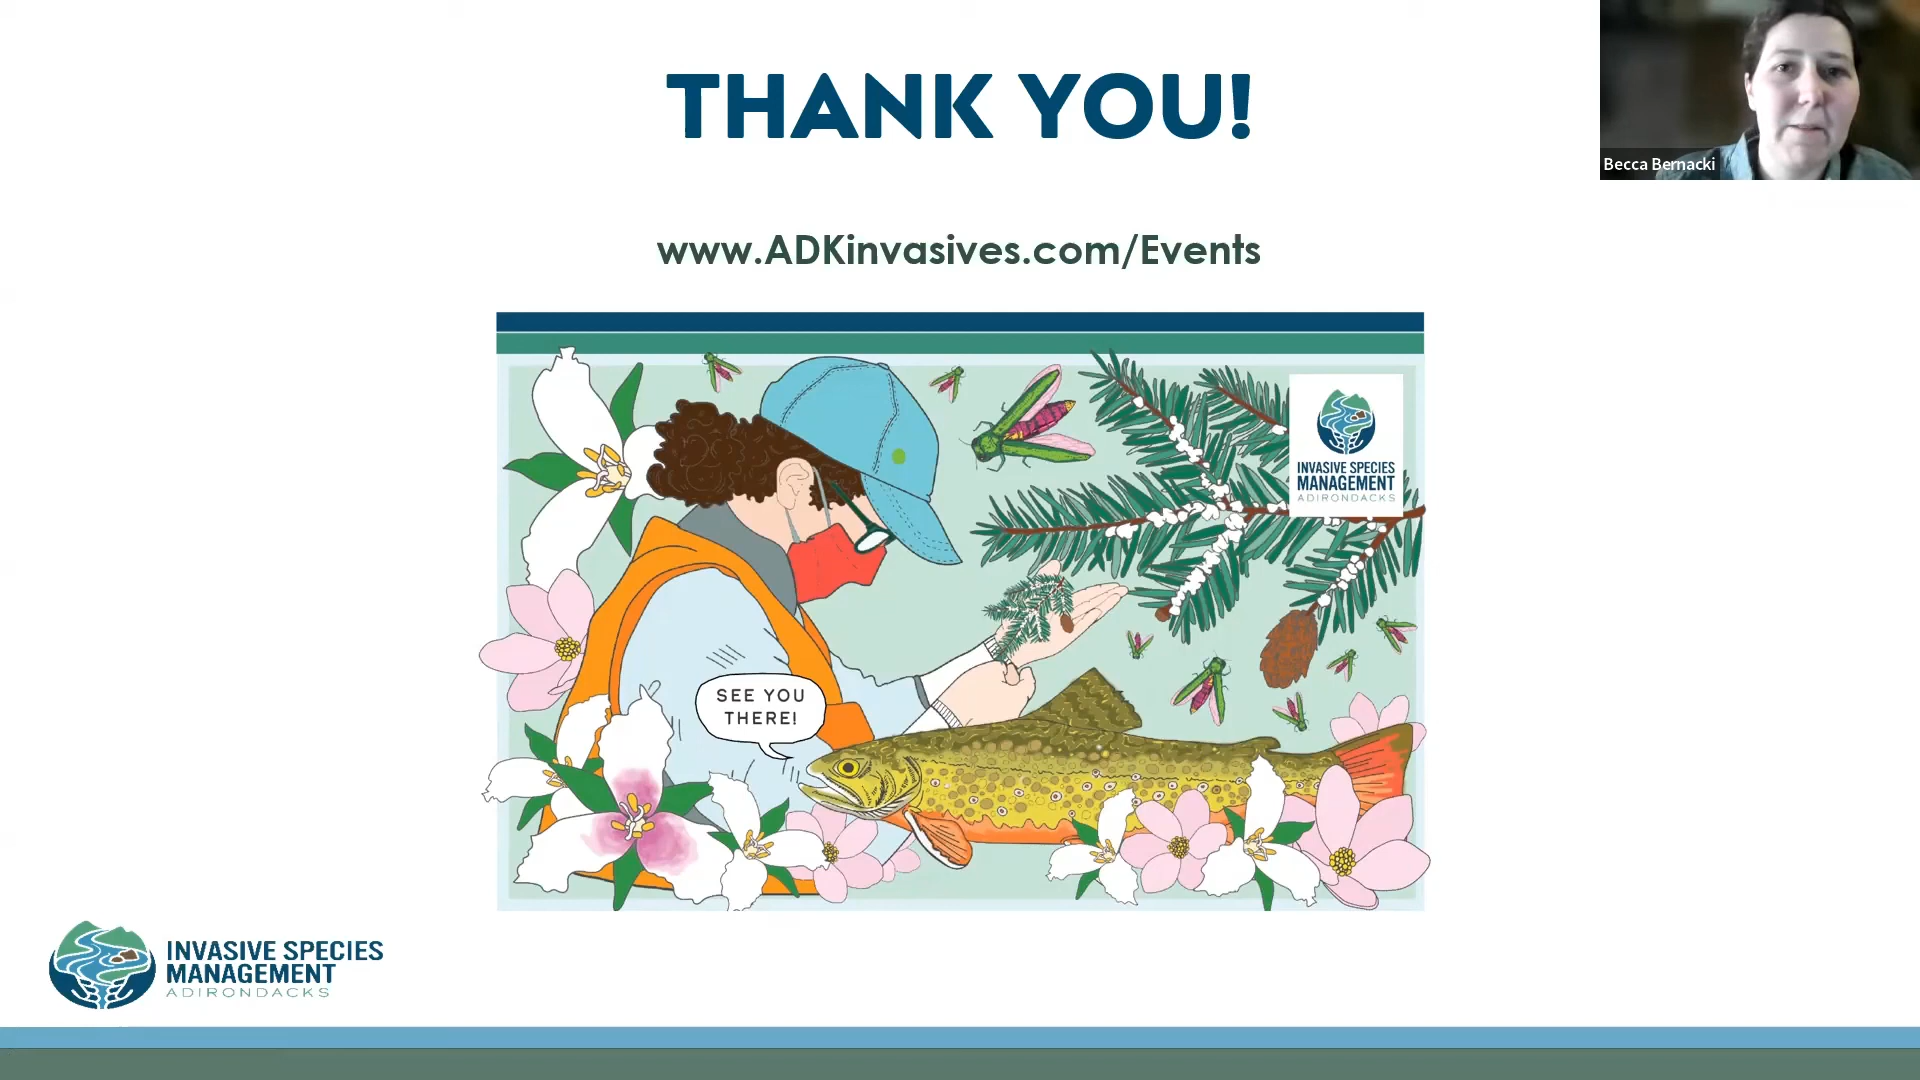 THANK YOU!
Becca Bernacki
www.ADKinvasives.com/Events
INVASIVE SPECIES
MANAGEMENT
ADIRONDACKS
SEE YOU
THERE!
INVASIVE SPECIES
MANAGEMENT
ADIRONDACKS